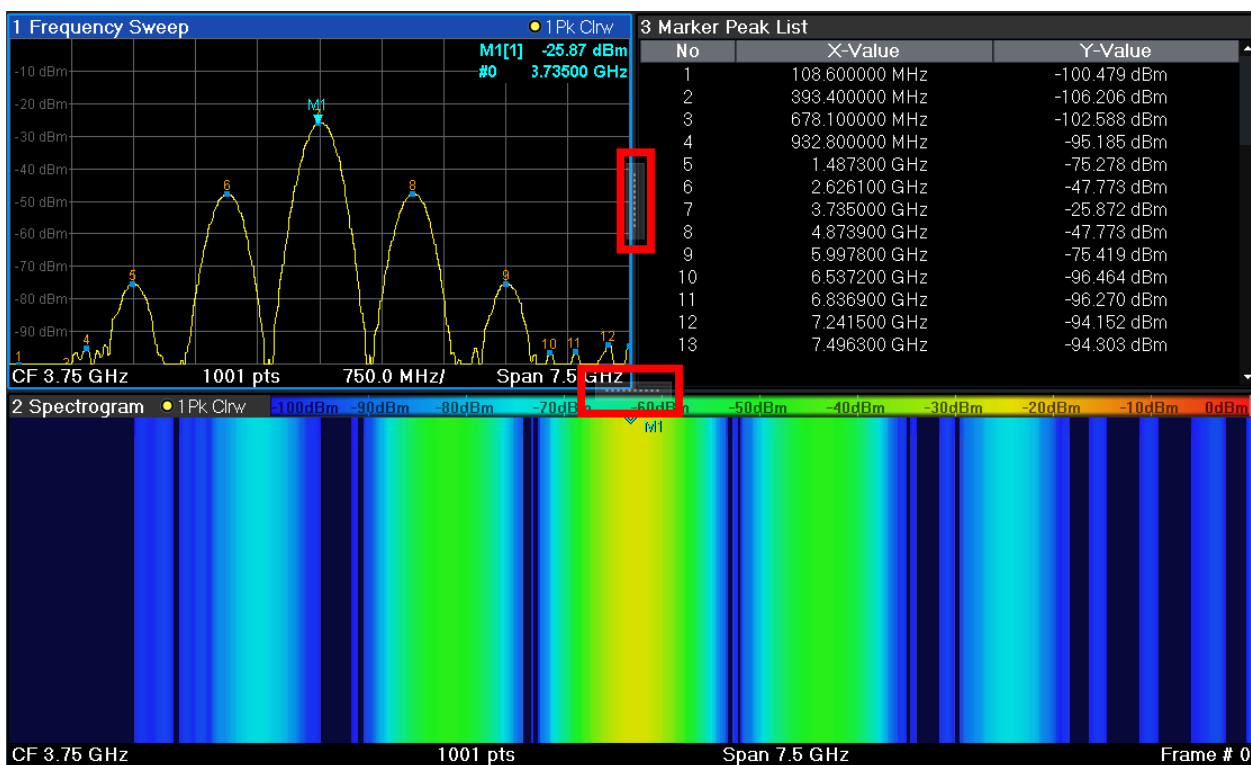 1 Frequency Sweep 1Pk Clrw
M1[1] -25.87 dBm
#0 3.73500 GHz
-10 dBm
-20 dBm
M1
-30 dBm
-40 dBm
6 8
-50 dBm
-60 dBm
-70 dBm
5 9
-80 dBm
-90 dBm
4 10 11 12
1
CF 3.75 GHz 1001 pts 750.0 MHz/ Span 7.5 GHz
3 Marker Peak List
No X-Value Y-Value
1 108.600000 MHz -100.479 dBm
2 393.400000 MHz -106.206 dBm
3 678.100000 MHz -102.588 dBm
4 932.800000 MHz -95.185 dBm
5 1.487300 GHz -75.278 dBm
6 2.626100 GHz -47.773 dBm
7 3.735000 GHz -25.872 dBm
8 4.873900 GHz -47.773 dBm
9 5.997800 GHz -75.419 dBm
10 6.537200 GHz -96.464 dBm
11 6.836900 GHz -96.270 dBm
12 7.241500 GHz -94.152 dBm
13 7.496300 GHz -94.303 dBm
2 Spectrogram 1Pk Clrw -100dBm -90dBm -80dBm -70dBm -60dBm -50dBm -40dBm -30dBm -20dBm -10dBm 0dBm
M1
CF 3.75 GHz 1001 pts Span 7.5 GHz Frame # 0